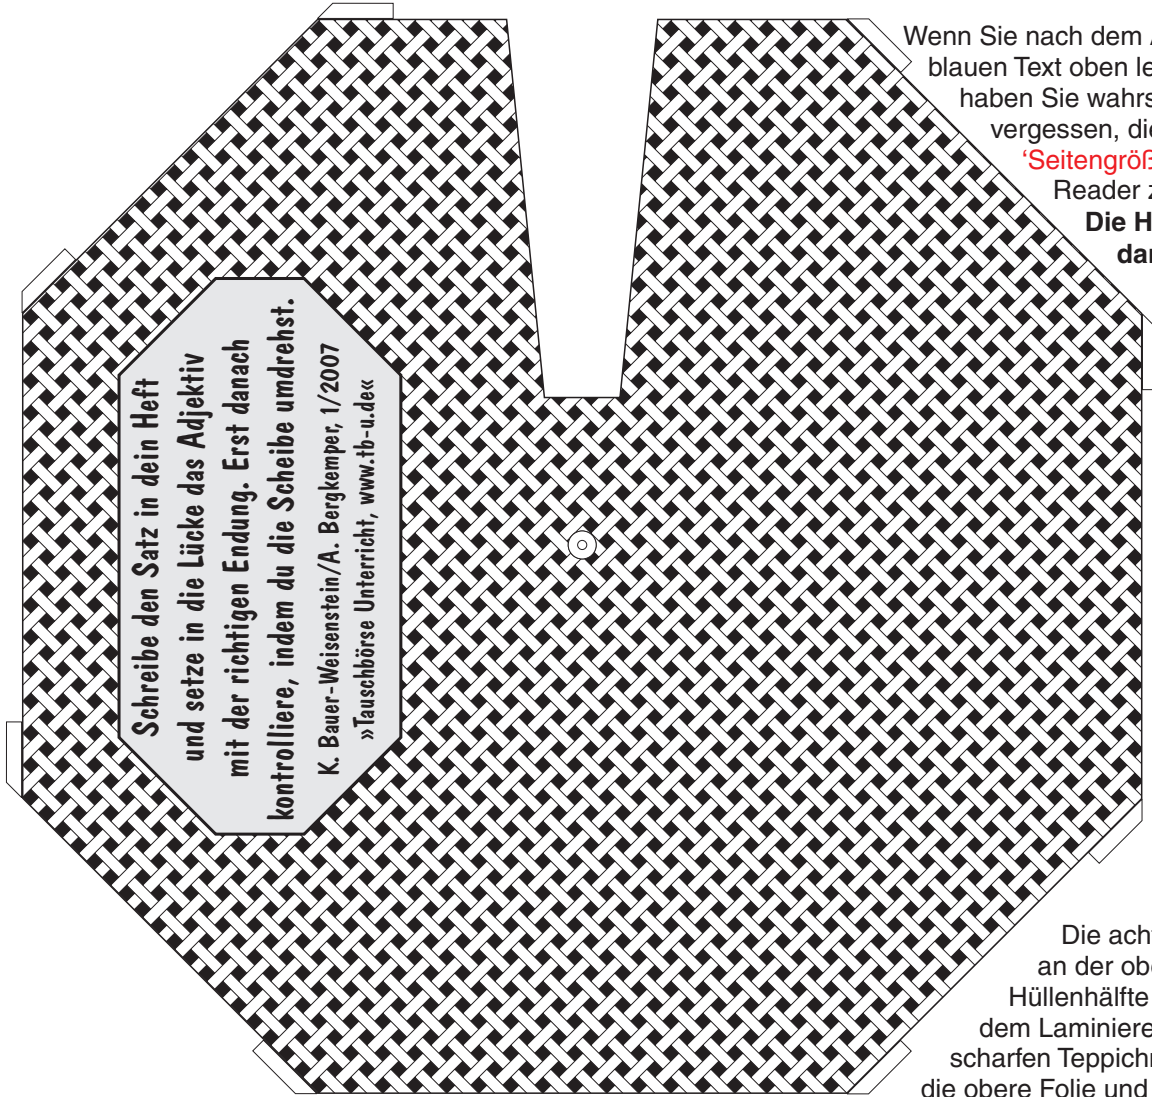 Wenn Sie nach dem
blauen Text oben
haben Sie
vergessen,
Reader
Die
Schreibe den Satz in dein Heft
und setze in die Lücke das Adjektiv
mit der richtigen Endung. Erst danach
kontrolliere, indem du die Scheibe umdrehst.
K. Bauer-Weisenstein/A. Bergkemper, 1/2007
»Tauschbörse Unterricht, www.tb-u.de«
Die
an der
Hüllenhälfte
dem
scharfen
die obere Folie und